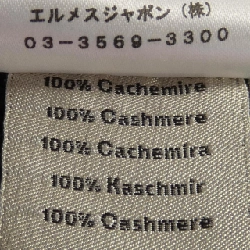 エルメスジャポン（株）
03-3569-3300
100% Cachemire
100% Cashmere
100% Cachemira
100% Kaschmir
100% Cashmere